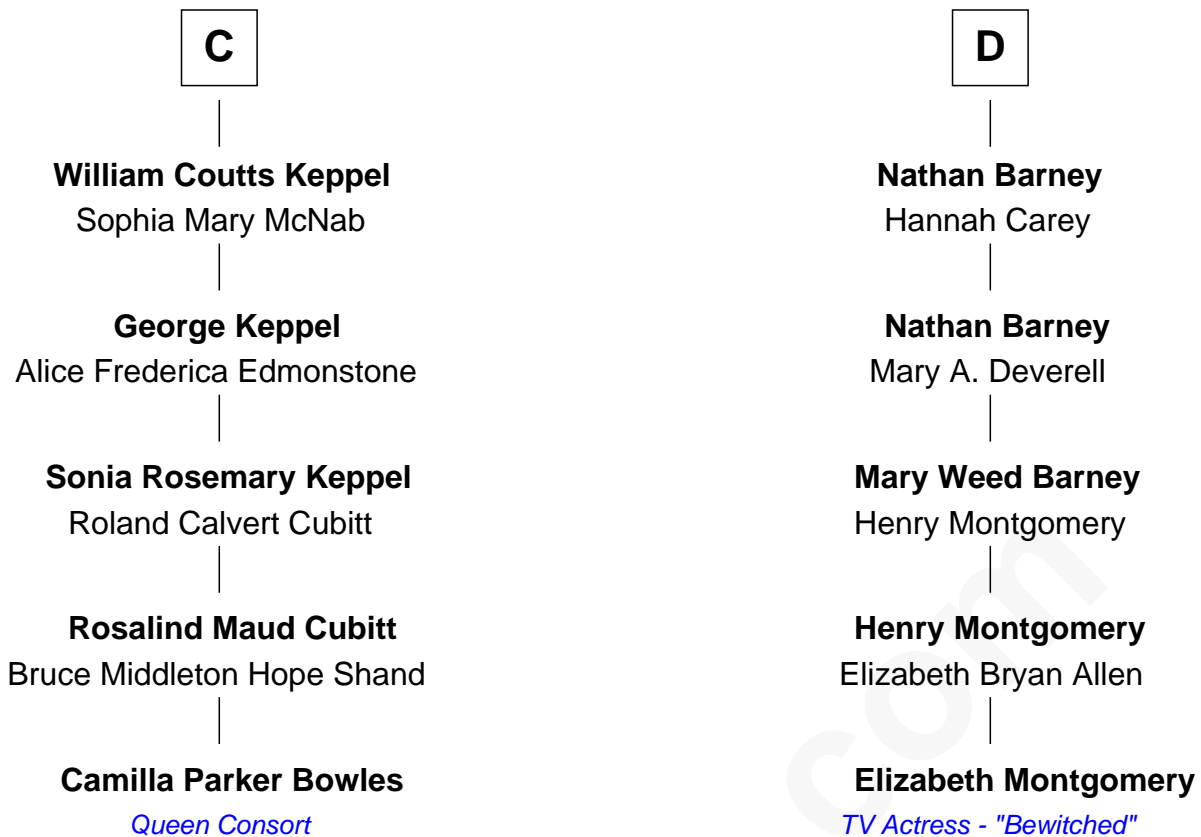 C
William Coutts Keppel
Sophia Mary McNab
George Keppel
Alice Frederica Edmonstone
Sonia Rosemary Keppel
Roland Calvert Cubitt
Rosalind Maud Cubitt
Bruce Middleton Hope Shand
Camilla Parker Bowles
Queen Consort
D
Nathan Barney
Hannah Carey
Nathan Barney
Mary A. Deverell
Mary Weed Barney
Henry Montgomery
Henry Montgomery
Elizabeth Bryan Allen
Elizabeth Montgomery
TV Actress - "Bewitched"
com